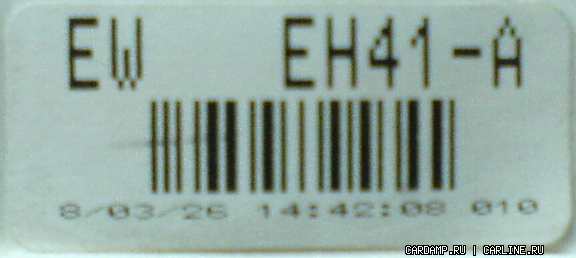 EW EH41-A
8/03/26 14:42:08 010
CARDAMP.RU | CARLINE.RU